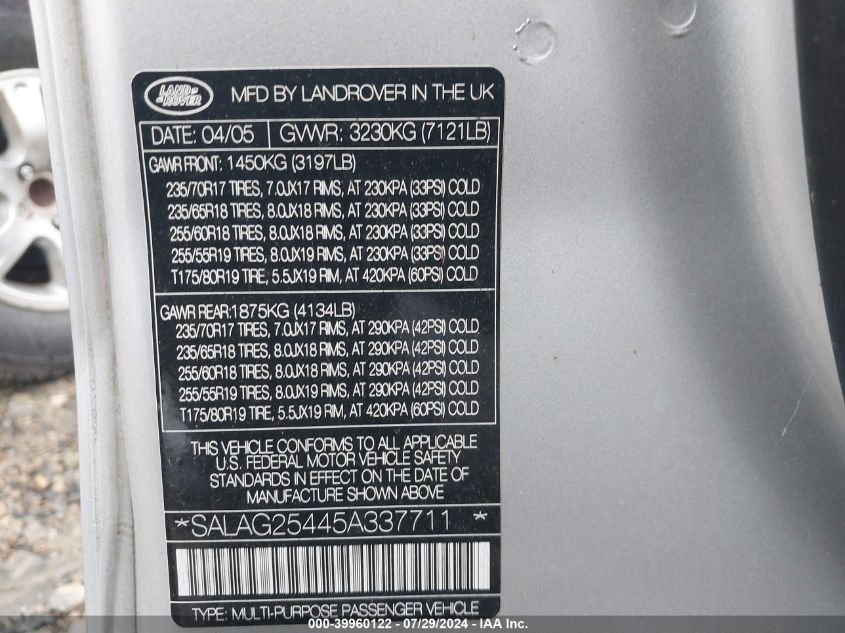 LAND
ROVER
MFD BY LANDROVER IN THE UK
DATE: 04/05 GVWR: 3230KG (7121LB)
GAWR FRONT: 1450KG (3197LB)
235/70R17 TIRES, 7.0JX17 RIMS, AT 230KPA (33PSI) COLD
235/65R18 TIRES, 8.0JX18 RIMS, AT 230KPA (33PSI) COLD
255/60R18 TIRES, 8.0JX18 RIMS, AT 230KPA (33PSI) COLD
255/55R19 TIRES, 8.0JX19 RIMS, AT 230KPA (33PSI) COLD
T175/80R19 TIRE, 5.5JX19 RIM, AT 420KPA (60PSI) COLD
GAWR REAR:1875KG (4134LB)
235/70R17 TIRES, 7.0JX17 RIMS, AT 290KPA (42PSI) COLD
235/65R18 TIRES, 8.0JX18 RIMS, AT 290KPA (42PSI) COLD
255/60R18 TIRES, 8.0JX18 RIMS, AT 290KPA (42PSI) COLD
255/55R19 TIRES, 8.0JX19 RIMS, AT 290KPA (42PSI) COLD
T175/80R19 TIRE, 5.5JX19 RIM, AT 420KPA (60PSI) COLD
THIS VEHICLE CONFORMS TO ALL APPLICABLE
U.S. FEDERAL MOTOR VEHICLE SAFETY
STANDARDS IN EFFECT ON THE DATE OF
MANUFACTURE SHOWN ABOVE
*SALAG25445A337711 *
TYPE: MULTI-PURPOSE PASSENGER VEHICLE
000-39960122 - 07/29/2024 - IAAI.com